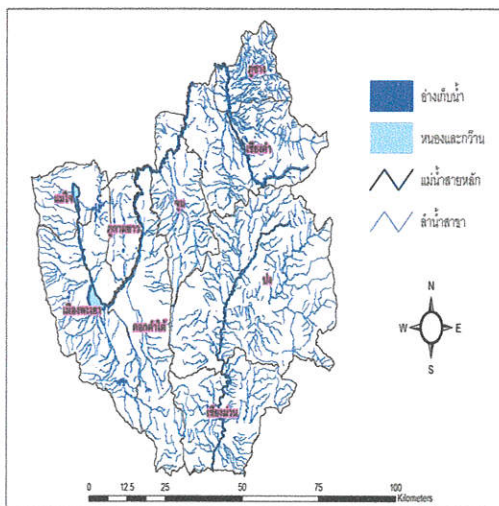 ภูซาง
เชียงคำ
แม่ใจ
ภูกามยาว
จุน
ปง
เมืองพะเยา
ดอกคำใต้
เชียงม่วน
อ่างเก็บน้ำ
หนองและกว๊าน
แม่น้ำสายหลัก
ลำน้ำสาขา
N
W E
S
0 12.5 25 50 75 100
Kilometers